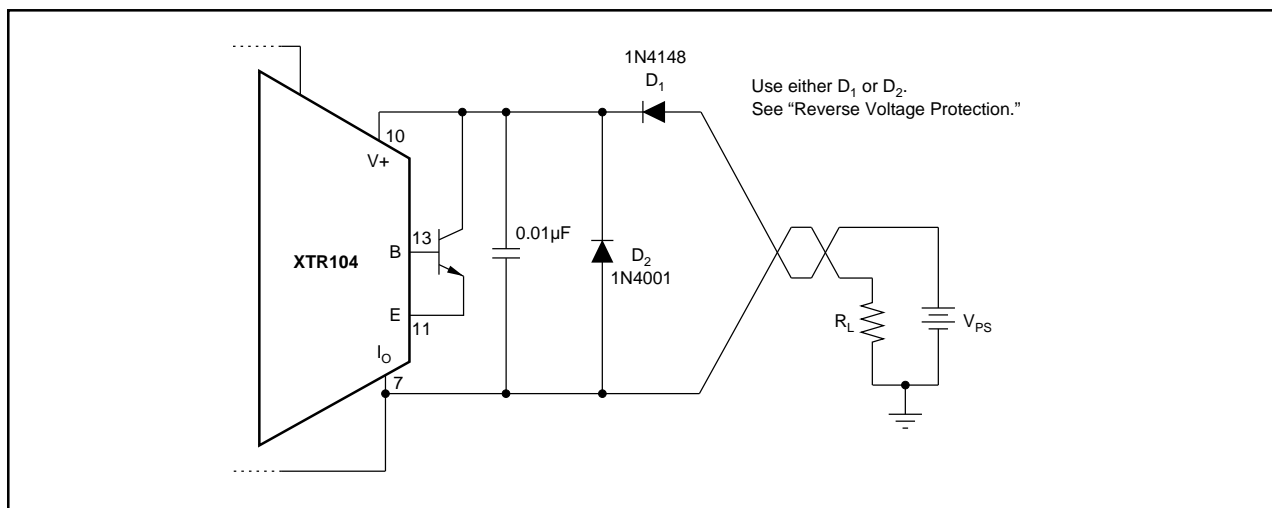 1N4148
D1
Use either D1 or D2.
See “Reverse Voltage Protection.”
10
V+
13
B
0.01µF
D2
1N4001
XTR104
E
11
RL
VPS
IO
7